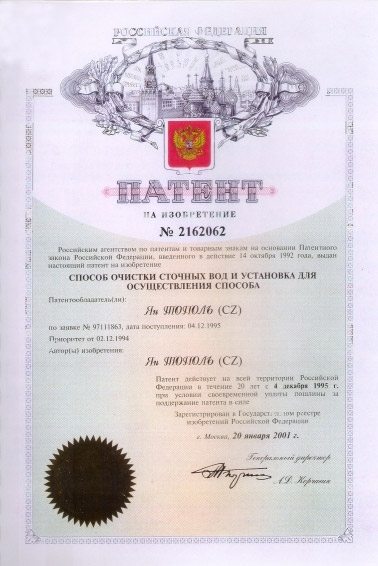 РОССИЙСКАЯ ФЕДЕРАЦИЯ
ПАТЕНТ
НА ИЗОБРЕТЕНИЕ
№ 2162062
Российским агентством по патентам и товарным знакам на основании Патентного
закона Российской Федерации, введенного в действие 14 октября 1992 года, выдан
настоящий патент на изобретение
СПОСОБ ОЧИСТКИ СТОЧНЫХ ВОД И УСТАНОВКА ДЛЯ
ОСУЩЕСТВЛЕНИЯ СПОСОБА
Патентообладатель(ли):
Ян ТОПОЛЬ (CZ)
по заявке № 97111863, дата поступления: 04.12.1995
Приоритет от 02.12.1994
Автор(ы) изобретения:
Ян ТОПОЛЬ (CZ)
Патент действует на всей территории Российской
Федерации в течение 20 лет с 4 декабря 1995 г.
при условии своевременной уплаты пошлины за
поддержание патента в силе
Зарегистрирован в Государст ном реестре
изобретений Российской Федерации
г. Москва, 20 января 2001 г.
Генеральный директор
А.Д. Корчагин